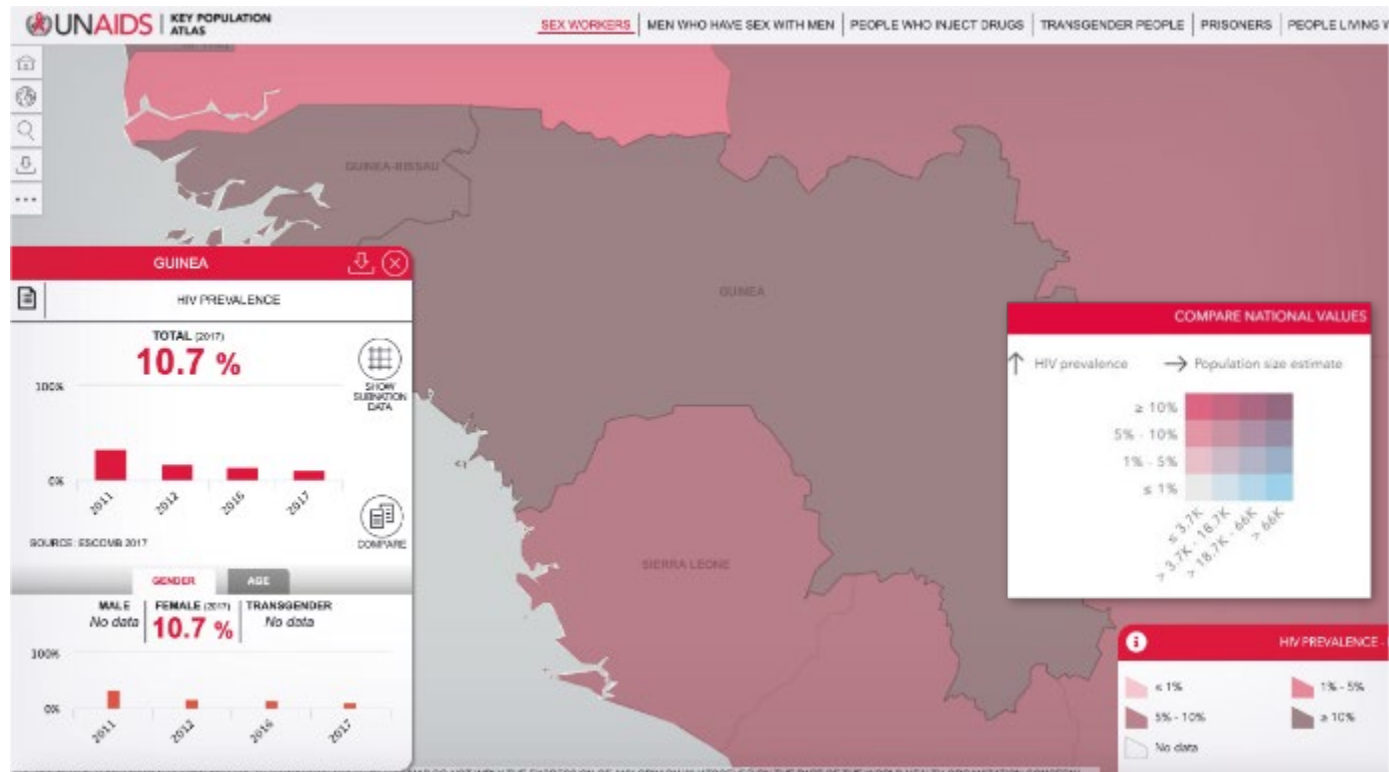 UNAIDS
KEY POPULATION
ATLAS
SEX WORKERS
MEN WHO HAVE SEX WITH MEN
PEOPLE WHO INJECT DRUGS
TRANSGENDER PEOPLE
PRISONERS
PEOPLE LIVING
GUINEA-BISSAU
GUINEA
SIERRA LEONE
GUINEA
HIV PREVALENCE
TOTAL (2017)
10.7 %
SHOW
SUBNATION
DATA
100%
0%
2011
2012
2016
2017
SOURCE: ESCOMB 2017
COMPARE
GENDER
AGE
MALE
No data
FEMALE (2017)
10.7 %
TRANSGENDER
No data
100%
0%
2011
2012
2016
2017
COMPARE NATIONAL VALUES
↑ HIV prevalence
→ Population size estimate
≥ 10%
5% - 10%
1% - 5%
≤ 1%
≤ 3.7K
> 3.7K - 18.7K
> 18.7K - 66K
> 66K
HIV PREVALENCE -
≤ 1%
1% - 5%
5% - 10%
≥ 10%
No data